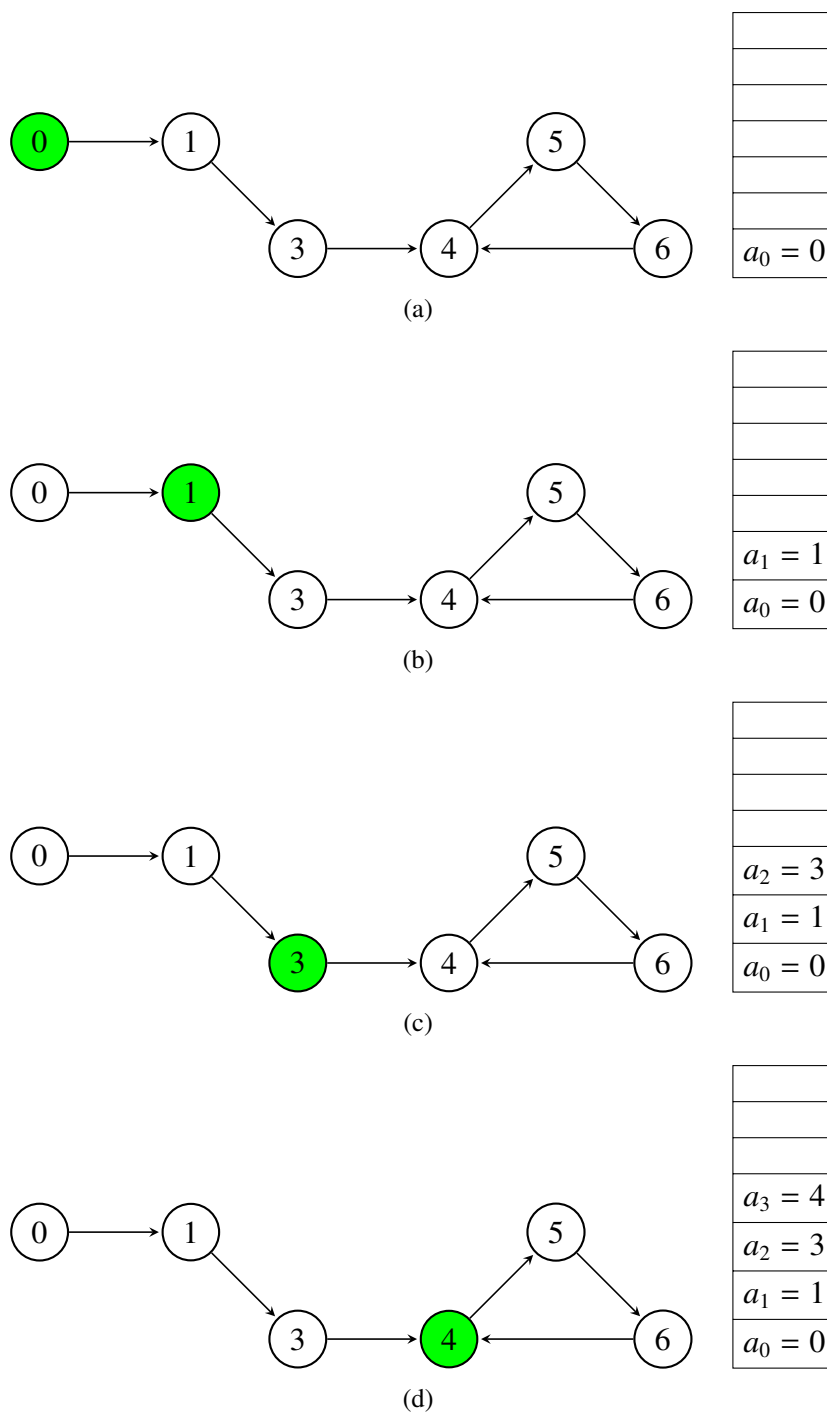 0 1 5
3 4 6
a₀ = 0
(a)
0 1 5
a₁ = 1
3 4 6
a₀ = 0
(b)
0 1 5
a₂ = 3
a₁ = 1
3 4 6
a₀ = 0
(c)
a₃ = 4
0 1 5
a₂ = 3
a₁ = 1
3 4 6
a₀ = 0
(d)